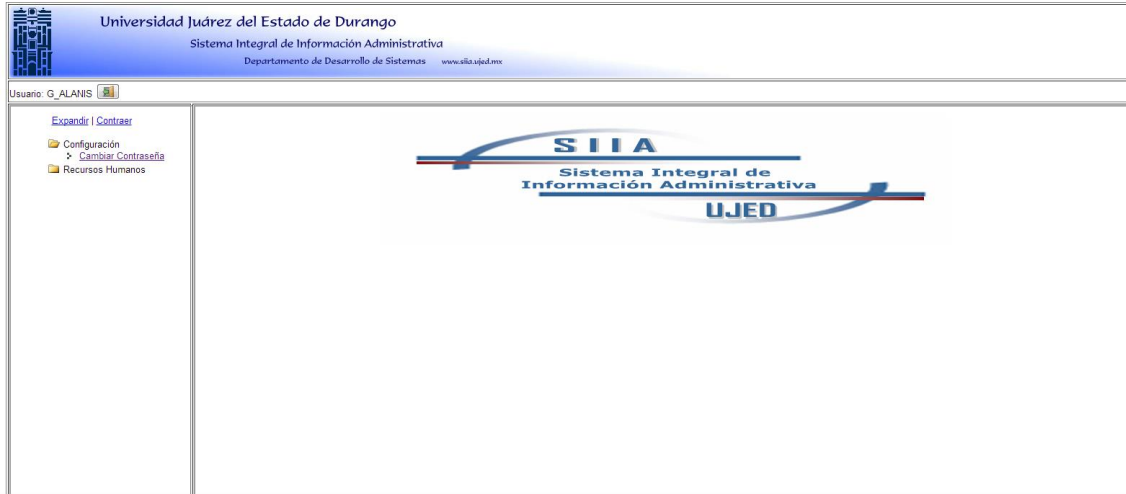 Universidad Juárez del Estado de Durango
Sistema Integral de Información Administrativa
Departamento de Desarrollo de Sistemas www.siia.ujed.mx
Usuario: G_ALANIS
Expandir | Contraer
Configuración
Cambiar Contraseña
Recursos Humanos
SIIA
Sistema Integral de
Información Administrativa
UJED